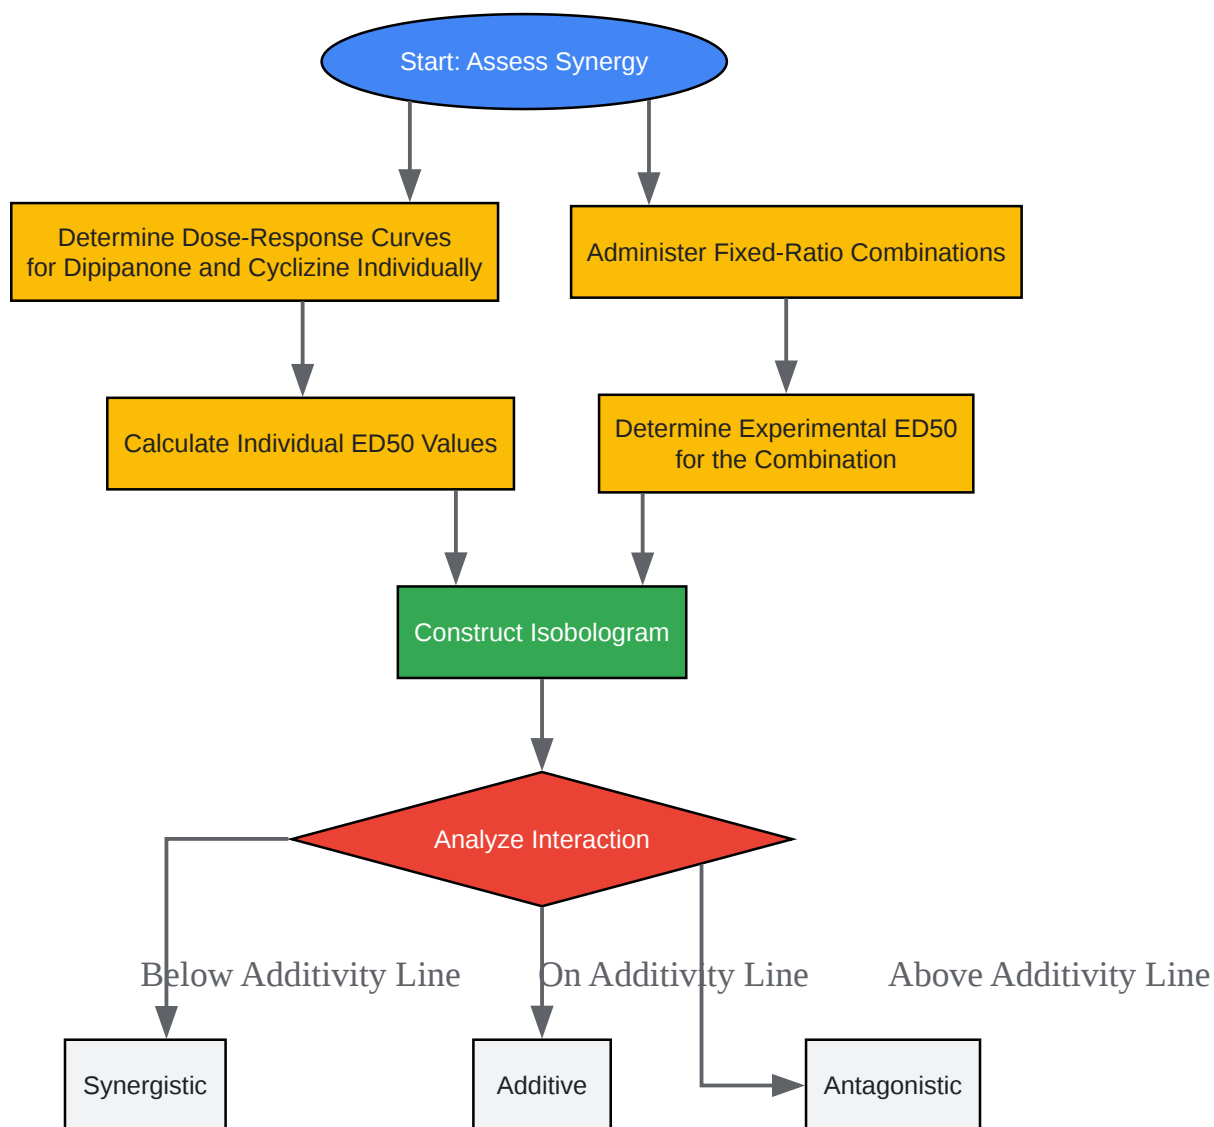 Start: Assess Synergy
Determine Dose-Response Curves
for Dipipanone and Cyclizine Individually
Administer Fixed-Ratio Combinations
Calculate Individual ED50 Values
Determine Experimental ED50
for the Combination
Construct Isobologram
Analyze Interaction
Below Additivity Line
On Additivity Line
Above Additivity Line
Synergistic
Additive
Antagonistic